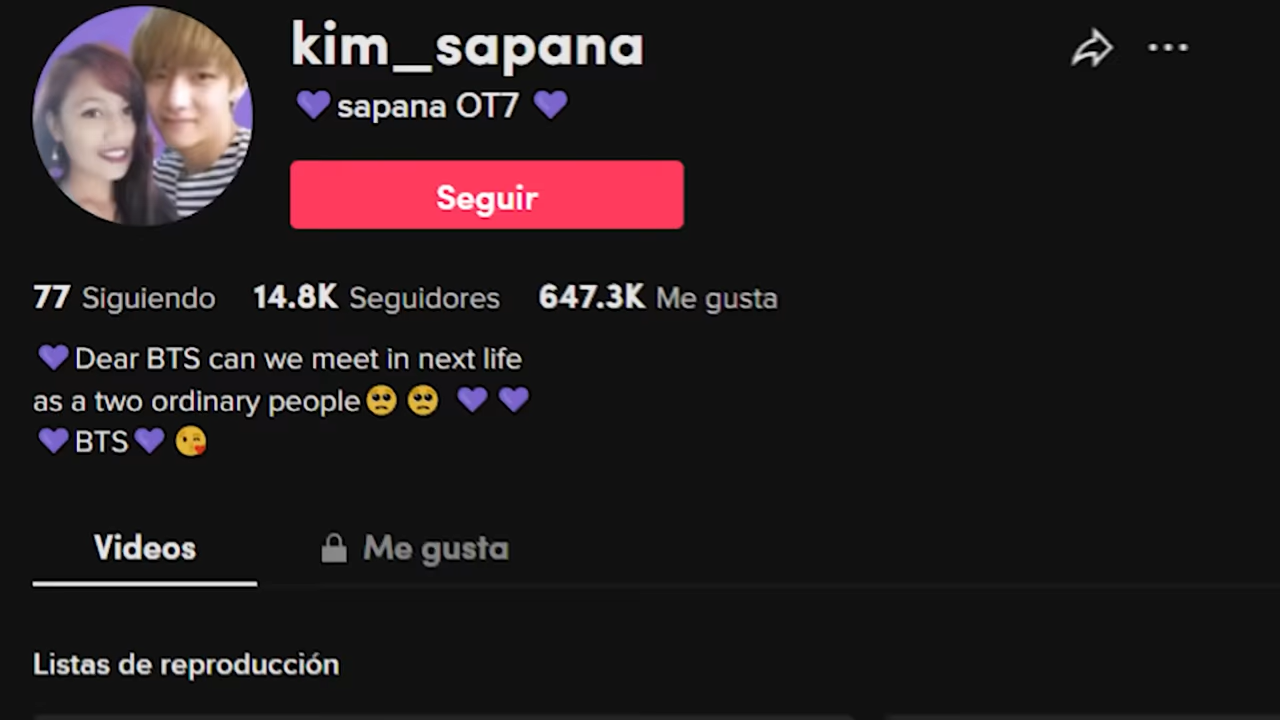 kim_sapana
💜sapana OT7 💜
Seguir
77 Siguiendo 14.8K Seguidores 647.3K Me gusta
💜Dear BTS can we meet in next life
as a two ordinary people🥺🥺 💜💜
💜BTS💜😘
Videos Me gusta
Listas de reproducción